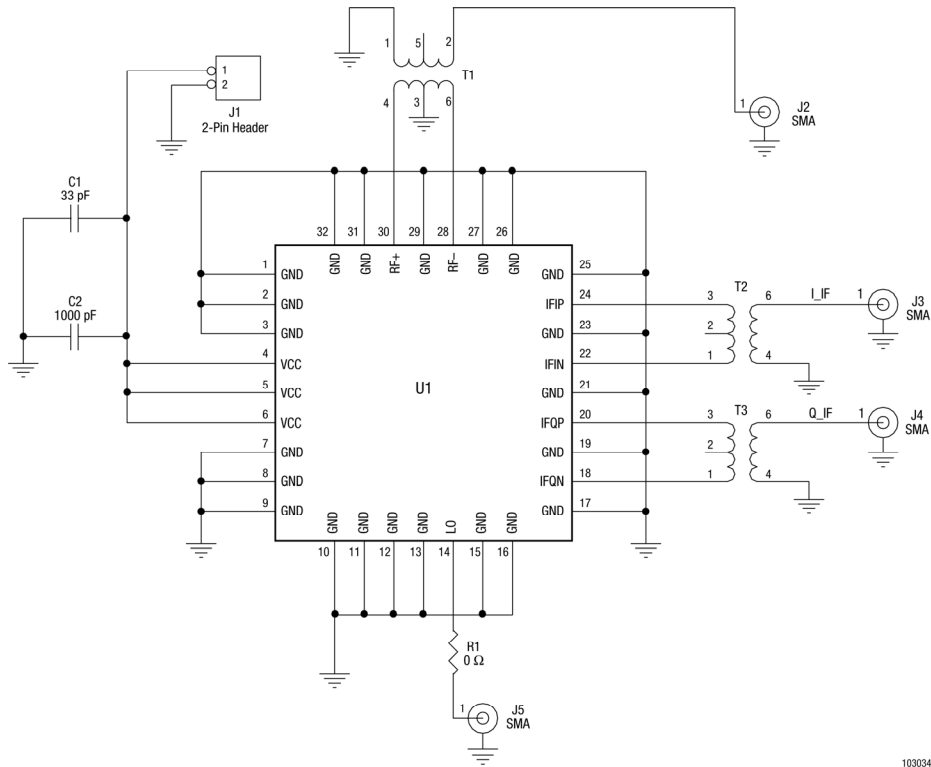 1 5 2
T1
4 3 6
1
2
J1
2-Pin Header
1 J2
SMA
C1
33 pF
C2
1000 pF
32 31 30 29 28 27 26
GND GND RF+ GND RF– GND GND
1 GND
2 GND
3 GND
4 VCC
5 VCC
6 VCC
7 GND
8 GND
9 GND
U1
GND 25
IFIP 24
GND 23
IFIN 22
GND 21
IFQP 20
GND 19
IFQN 18
GND 17
T2
3 6 I_IF 1 J3
SMA
2
1 4
T3
3 6 Q_IF 1 J4
SMA
2
1 4
GND GND GND GND LO GND GND
10 11 12 13 14 15 16
R1
0 Ω
1 J5
SMA
103034